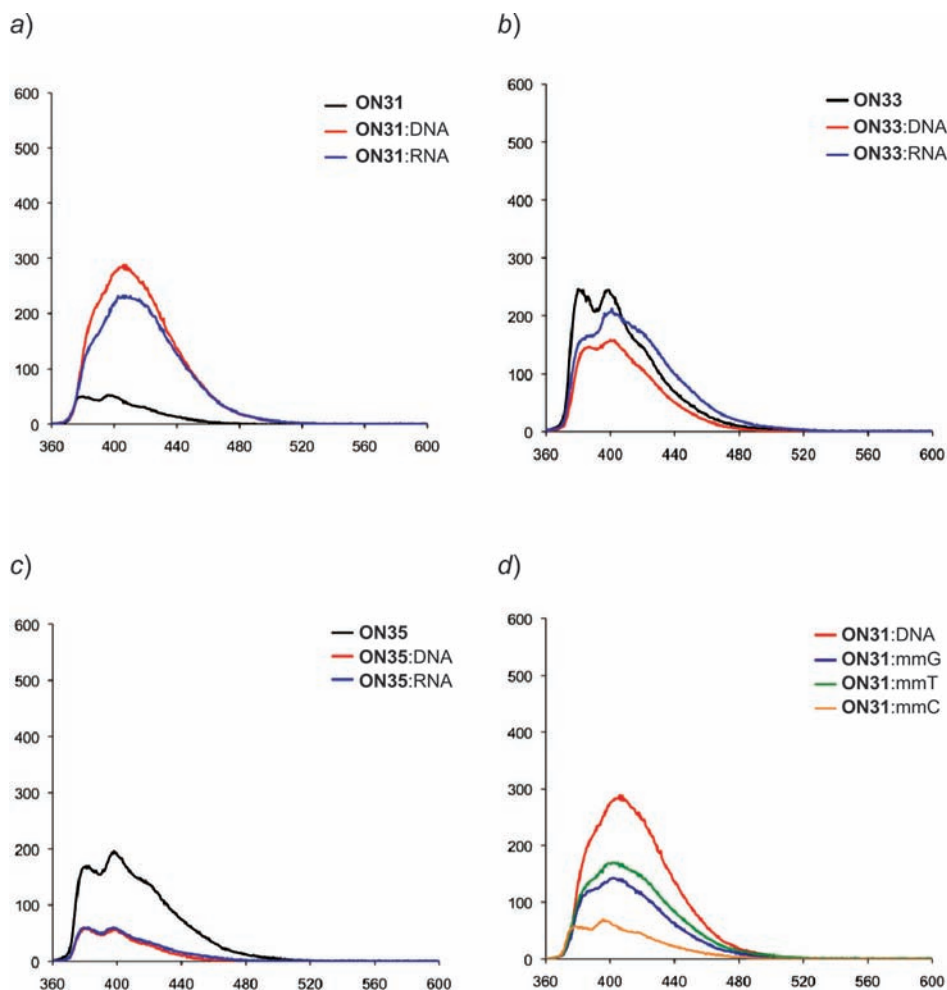 a)
600
500
400
300
200
100
0
360 400 440 480 520 560 600
ON31
ON31:DNA
ON31:RNA
b)
600
500
400
300
200
100
0
360 400 440 480 520 560 600
ON33
ON33:DNA
ON33:RNA
c)
600
500
400
300
200
100
0
360 400 440 480 520 560 600
ON35
ON35:DNA
ON35:RNA
d)
600
500
400
300
200
100
0
360 400 440 480 520 560 600
ON31:DNA
ON31:mmG
ON31:mmT
ON31:mmC